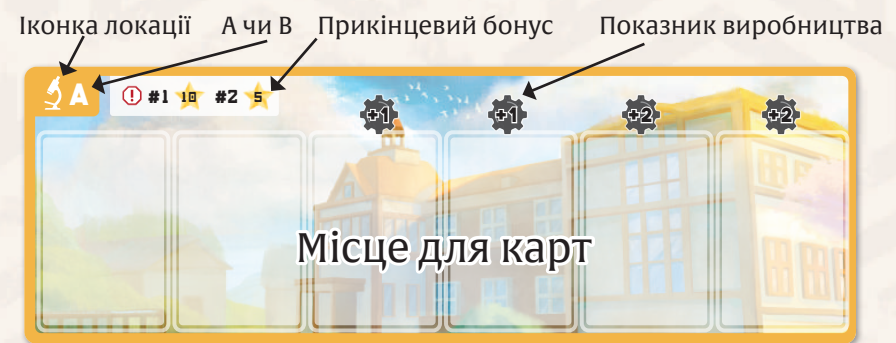 Іконка локації А чи В Прикінцевий бонус Показник виробництва
A #1 10 #2 5
+1 +1 +2 +2
Місце для карт